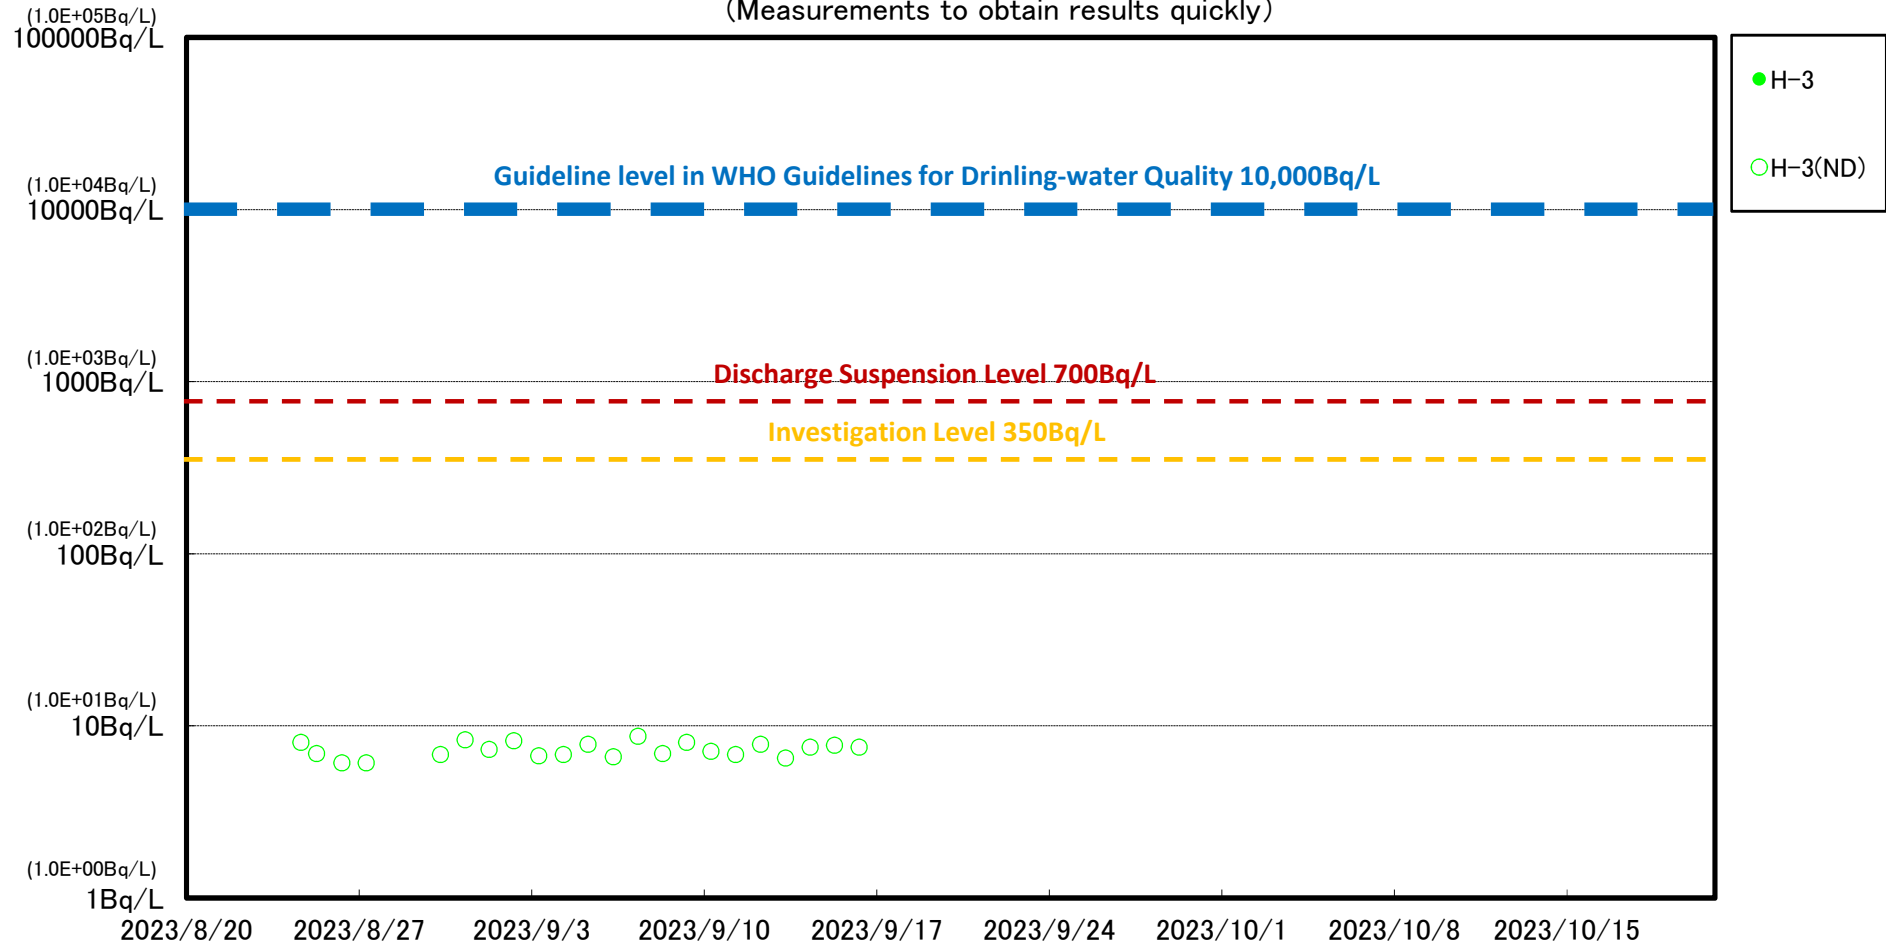 (Measurements to obtain results quickly)
(1.0E+05Bq/L)
100000Bq/L
H-3
H-3(ND)
Guideline level in WHO Guidelines for Drinling-water Quality 10,000Bq/L
(1.0E+04Bq/L)
10000Bq/L
(1.0E+03Bq/L)
1000Bq/L
Discharge Suspension Level 700Bq/L
Investigation Level 350Bq/L
(1.0E+02Bq/L)
100Bq/L
(1.0E+01Bq/L)
10Bq/L
(1.0E+00Bq/L)
1Bq/L
2023/8/20 2023/8/27 2023/9/3 2023/9/10 2023/9/17 2023/9/24 2023/10/1 2023/10/8 2023/10/15